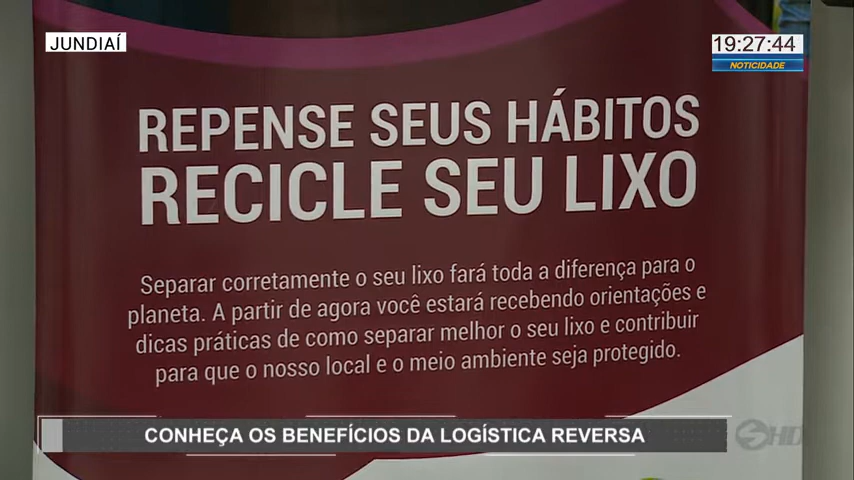 JUNDIAÍ
19:27:44
NOTICIDADE
REPENSE SEUS HÁBITOS
RECICLE SEU LIXO
Separar corretamente o seu lixo fará toda a diferença para o
planeta. A partir de agora você estará recebendo orientações e
dicas práticas de como separar melhor o seu lixo e contribuir
para que o nosso local e o meio ambiente seja protegido.
CONHEÇA OS BENEFÍCIOS DA LOGÍSTICA REVERSA
HD